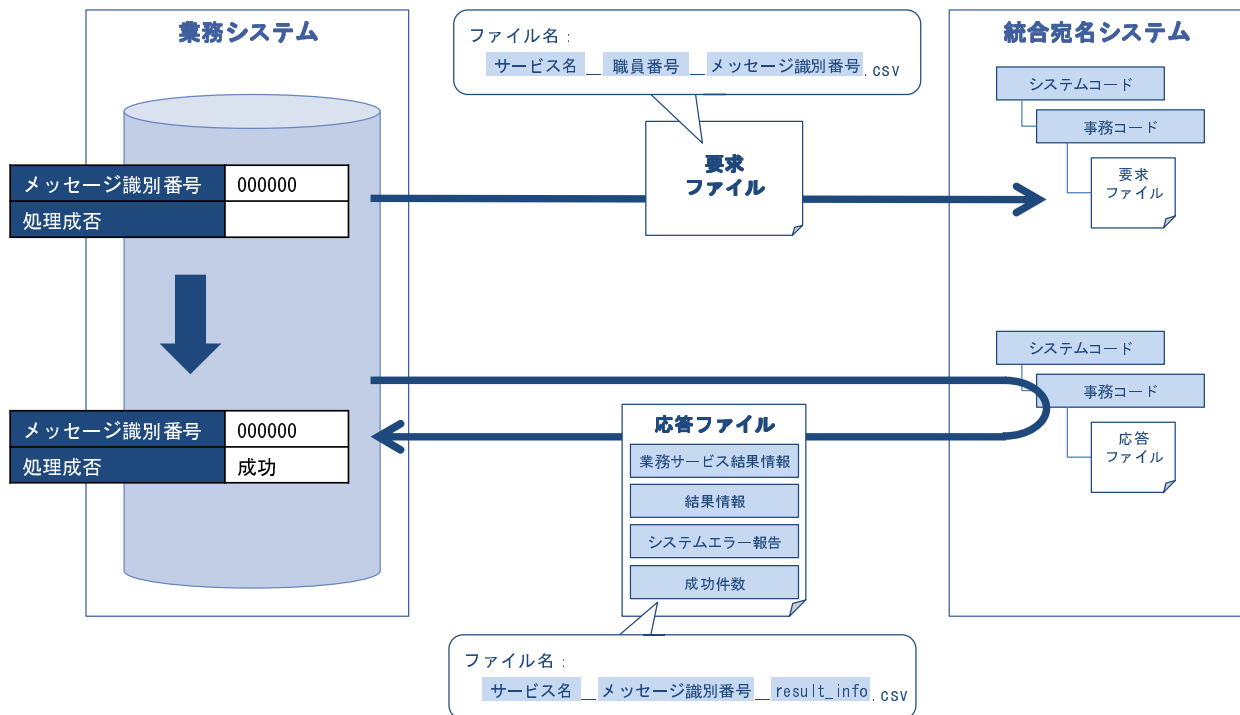 業務システム
ファイル名：
サービス名_職員番号_メッセージ識別番号.csv
統合宛名システム
システムコード
事務コード
要求
ファイル
要求
ファイル
メッセージ識別番号 000000
処理成否
システムコード
事務コード
応答
ファイル
メッセージ識別番号 000000
処理成否 成功
応答ファイル
業務サービス結果情報
結果情報
システムエラー報告
成功件数
ファイル名：
サービス名_メッセージ識別番号_result_info.csv